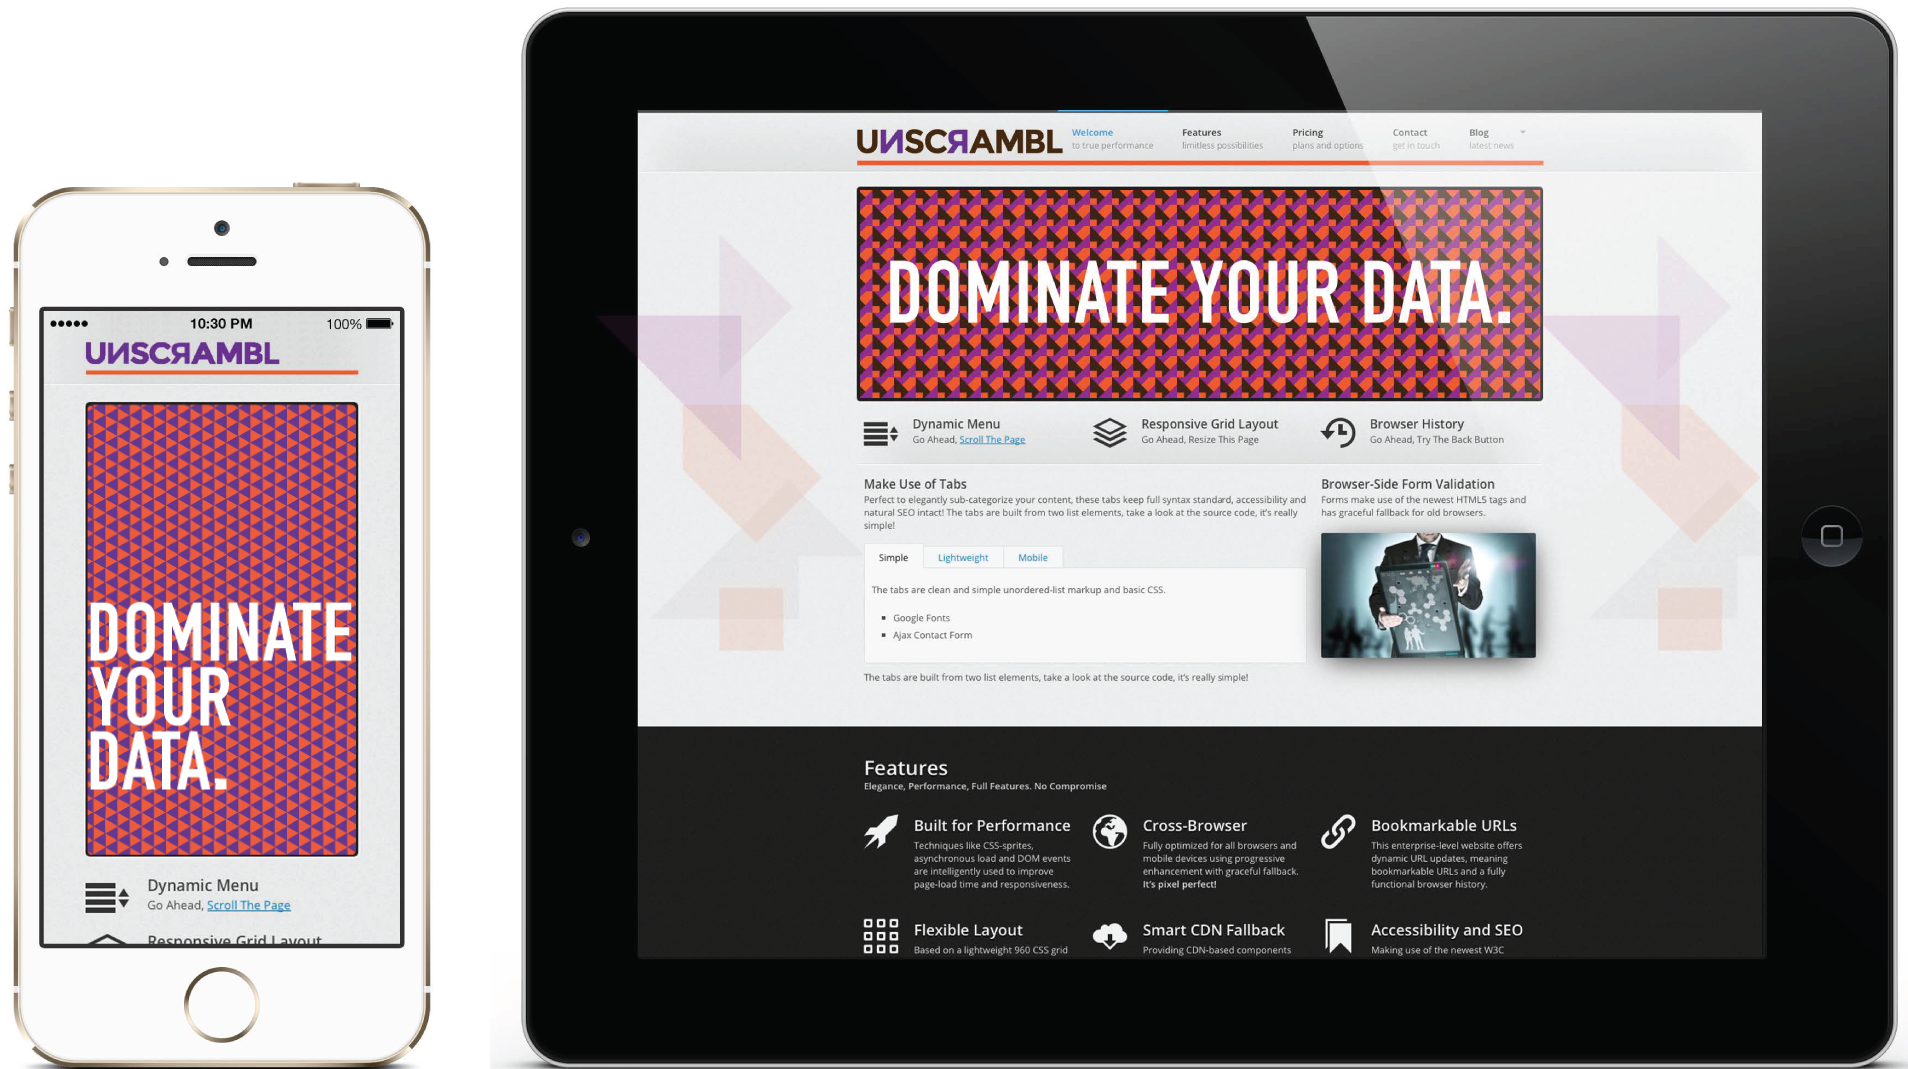 10:30 PM
100%
UNSCRAMBL
DOMINATE
YOUR
DATA.
Dynamic Menu
Go Ahead, Scroll The Page
Responsive Grid Layout
UNSCRAMBL
Welcome
to true performance
Features
limitless possibilities
Pricing
plans and options
Contact
get in touch
Blog
latest news
DOMINATE YOUR DATA.
Dynamic Menu
Go Ahead, Scroll The Page
Responsive Grid Layout
Go Ahead, Resize This Page
Browser History
Go Ahead, Try The Back Button
Make Use of Tabs
Perfect to elegantly sub-categorize your content, these tabs keep full syntax standard, accessibility and
natural SEO intact! The tabs are built from two list elements, take a look at the source code, it's really
simple!
Simple
Lightweight
Mobile
The tabs are clean and simple unordered-list markup and basic CSS.
Google Fonts
Ajax Contact Form
The tabs are built from two list elements, take a look at the source code, it's really simple!
Browser-Side Form Validation
Forms make use of the newest HTML5 tags and
has graceful fallback for old browsers.
Features
Elegance, Performance, Full Features. No Compromise
Built for Performance
Techniques like CSS-sprites,
asynchronous load and DOM events
are intelligently used to improve
page-load time and responsiveness.
Cross-Browser
Fully optimized for all browsers and
mobile devices using progressive
enhancement with graceful fallback.
It's pixel perfect!
Bookmarkable URLs
This enterprise-level website offers
dynamic URL updates, meaning
bookmarkable URLs and a fully
functional browser history.
Flexible Layout
Based on a lightweight 960 CSS grid
Smart CDN Fallback
Providing CDN-based components
Accessibility and SEO
Making use of the newest W3C